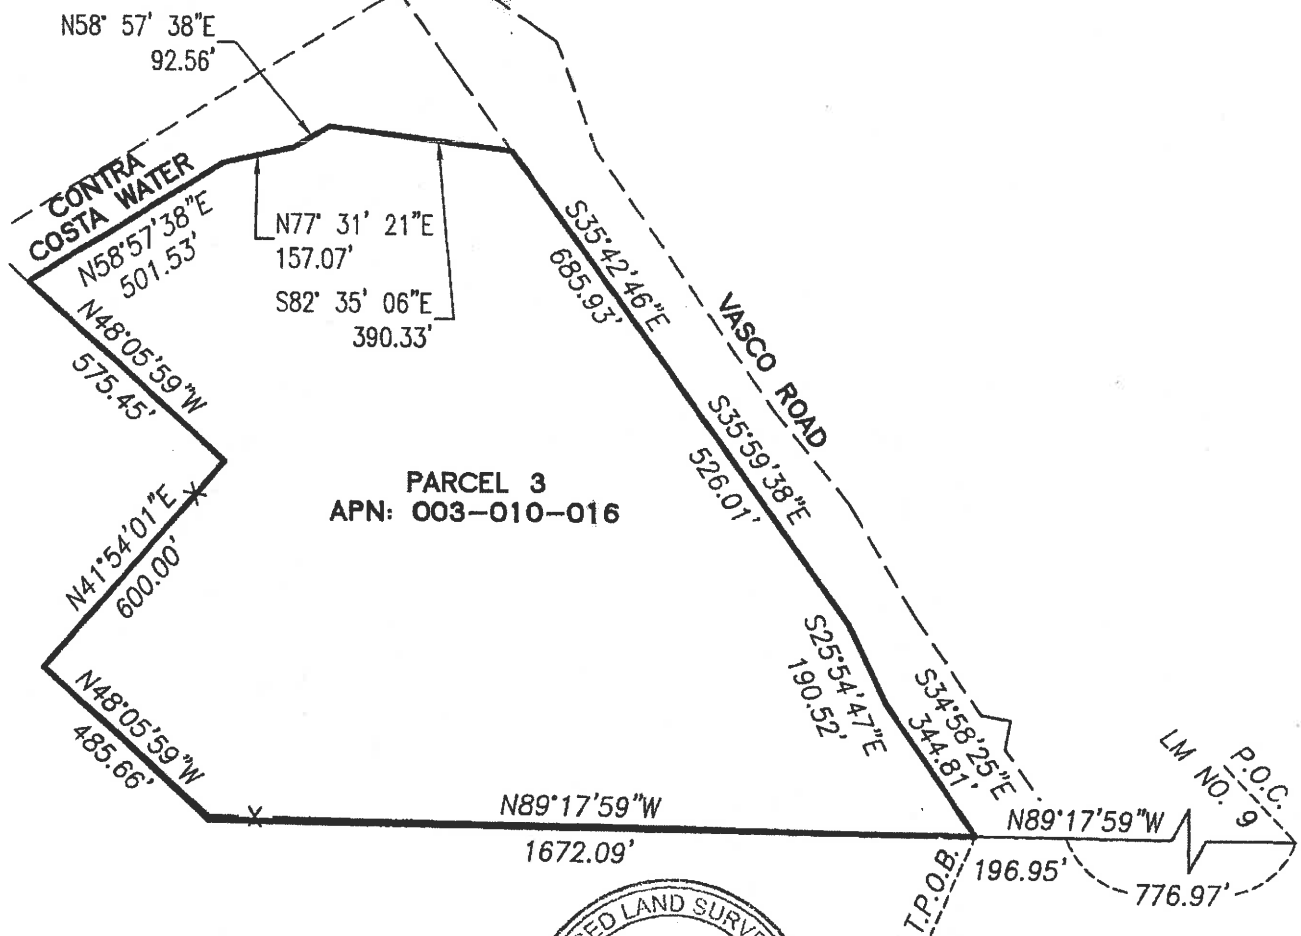 N58° 57' 38"E
92.56'
CONTRA
COSTA WATER
N58°57'38"E
501.53'
N77° 31' 21"E
157.07'
S82° 35' 06"E
390.33'
S35°42'46"E
685.93'
VASCO ROAD
N48°05'59"W
575.45'
S35°59'38"E
526.01'
PARCEL 3
APN: 003-010-016
N41°54'01"E
600.00'
S25°54'47"E
190.52'
S34°58'25"E
344.81'
N48°05'59"W
485.66'
P.O.C.
LM NO. 9
N89°17'59"W
1672.09'
N89°17'59"W
196.95'
776.97'
T.P.O.B.
SED LAND SURVE